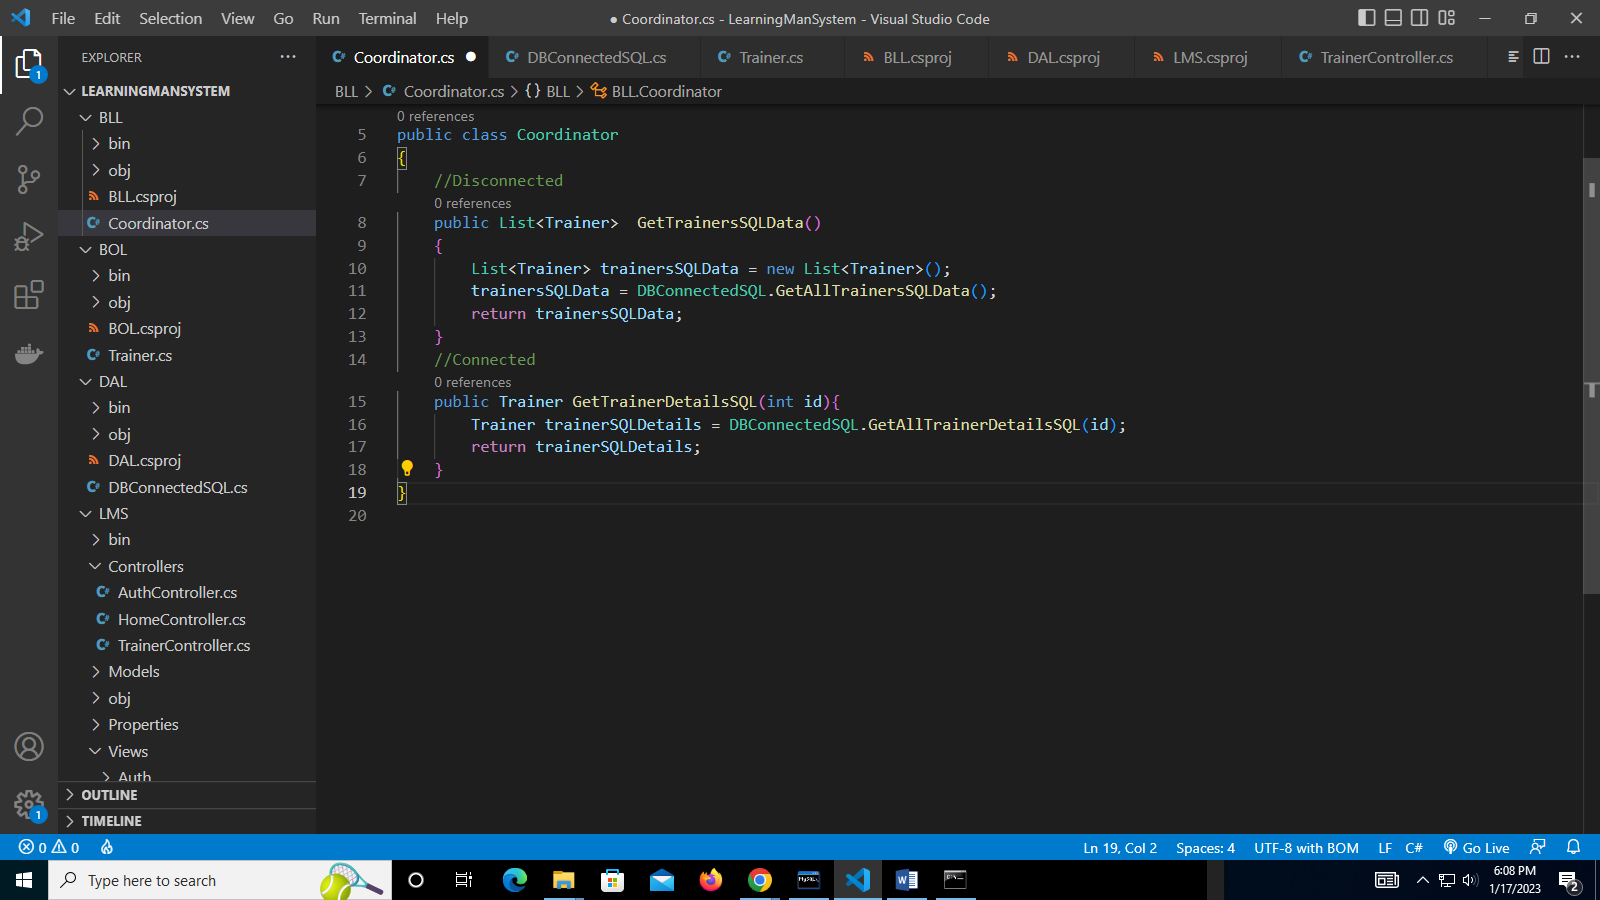 File Edit Selection View Go Run Terminal Help
● Coordinator.cs - LearningManSystem - Visual Studio Code
EXPLORER ···
Coordinator.cs ● DBConnectedSQL.cs Trainer.cs BLL.csproj DAL.csproj LMS.csproj TrainerController.cs ···
BLL > Coordinator.cs > {} BLL > BLL.Coordinator
LEARNINGMANSYSTEM
BLL
bin
obj
BLL.csproj
Coordinator.cs
BOL
bin
obj
BOL.csproj
Trainer.cs
DAL
bin
obj
DAL.csproj
DBConnectedSQL.cs
LMS
bin
Controllers
AuthController.cs
HomeController.cs
TrainerController.cs
Models
obj
Properties
Views
Auth
OUTLINE
TIMELINE
1
1
0 references
5 public class Coordinator
6 {
7 //Disconnected
0 references
8 public List<Trainer>  GetTrainersSQLData()
9 {
10 List<Trainer> trainersSQLData = new List<Trainer>();
11 trainersSQLData = DBConnectedSQL.GetAllTrainersSQLData();
12 return trainersSQLData;
13 }
14 //Connected
0 references
15 public Trainer GetTrainerDetailsSQL(int id){
16 Trainer trainerSQLDetails = DBConnectedSQL.GetAllTrainerDetailsSQL(id);
17 return trainerSQLDetails;
18 }
19 }
20
0 0
Ln 19, Col 2 Spaces: 4 UTF-8 with BOM LF C# Go Live
Type here to search
MySQL
6:08 PM
1/17/2023
2